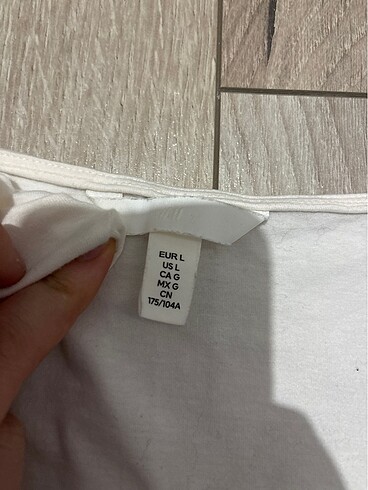 EUR L
US L
CA G
MX G
CN
175/104A